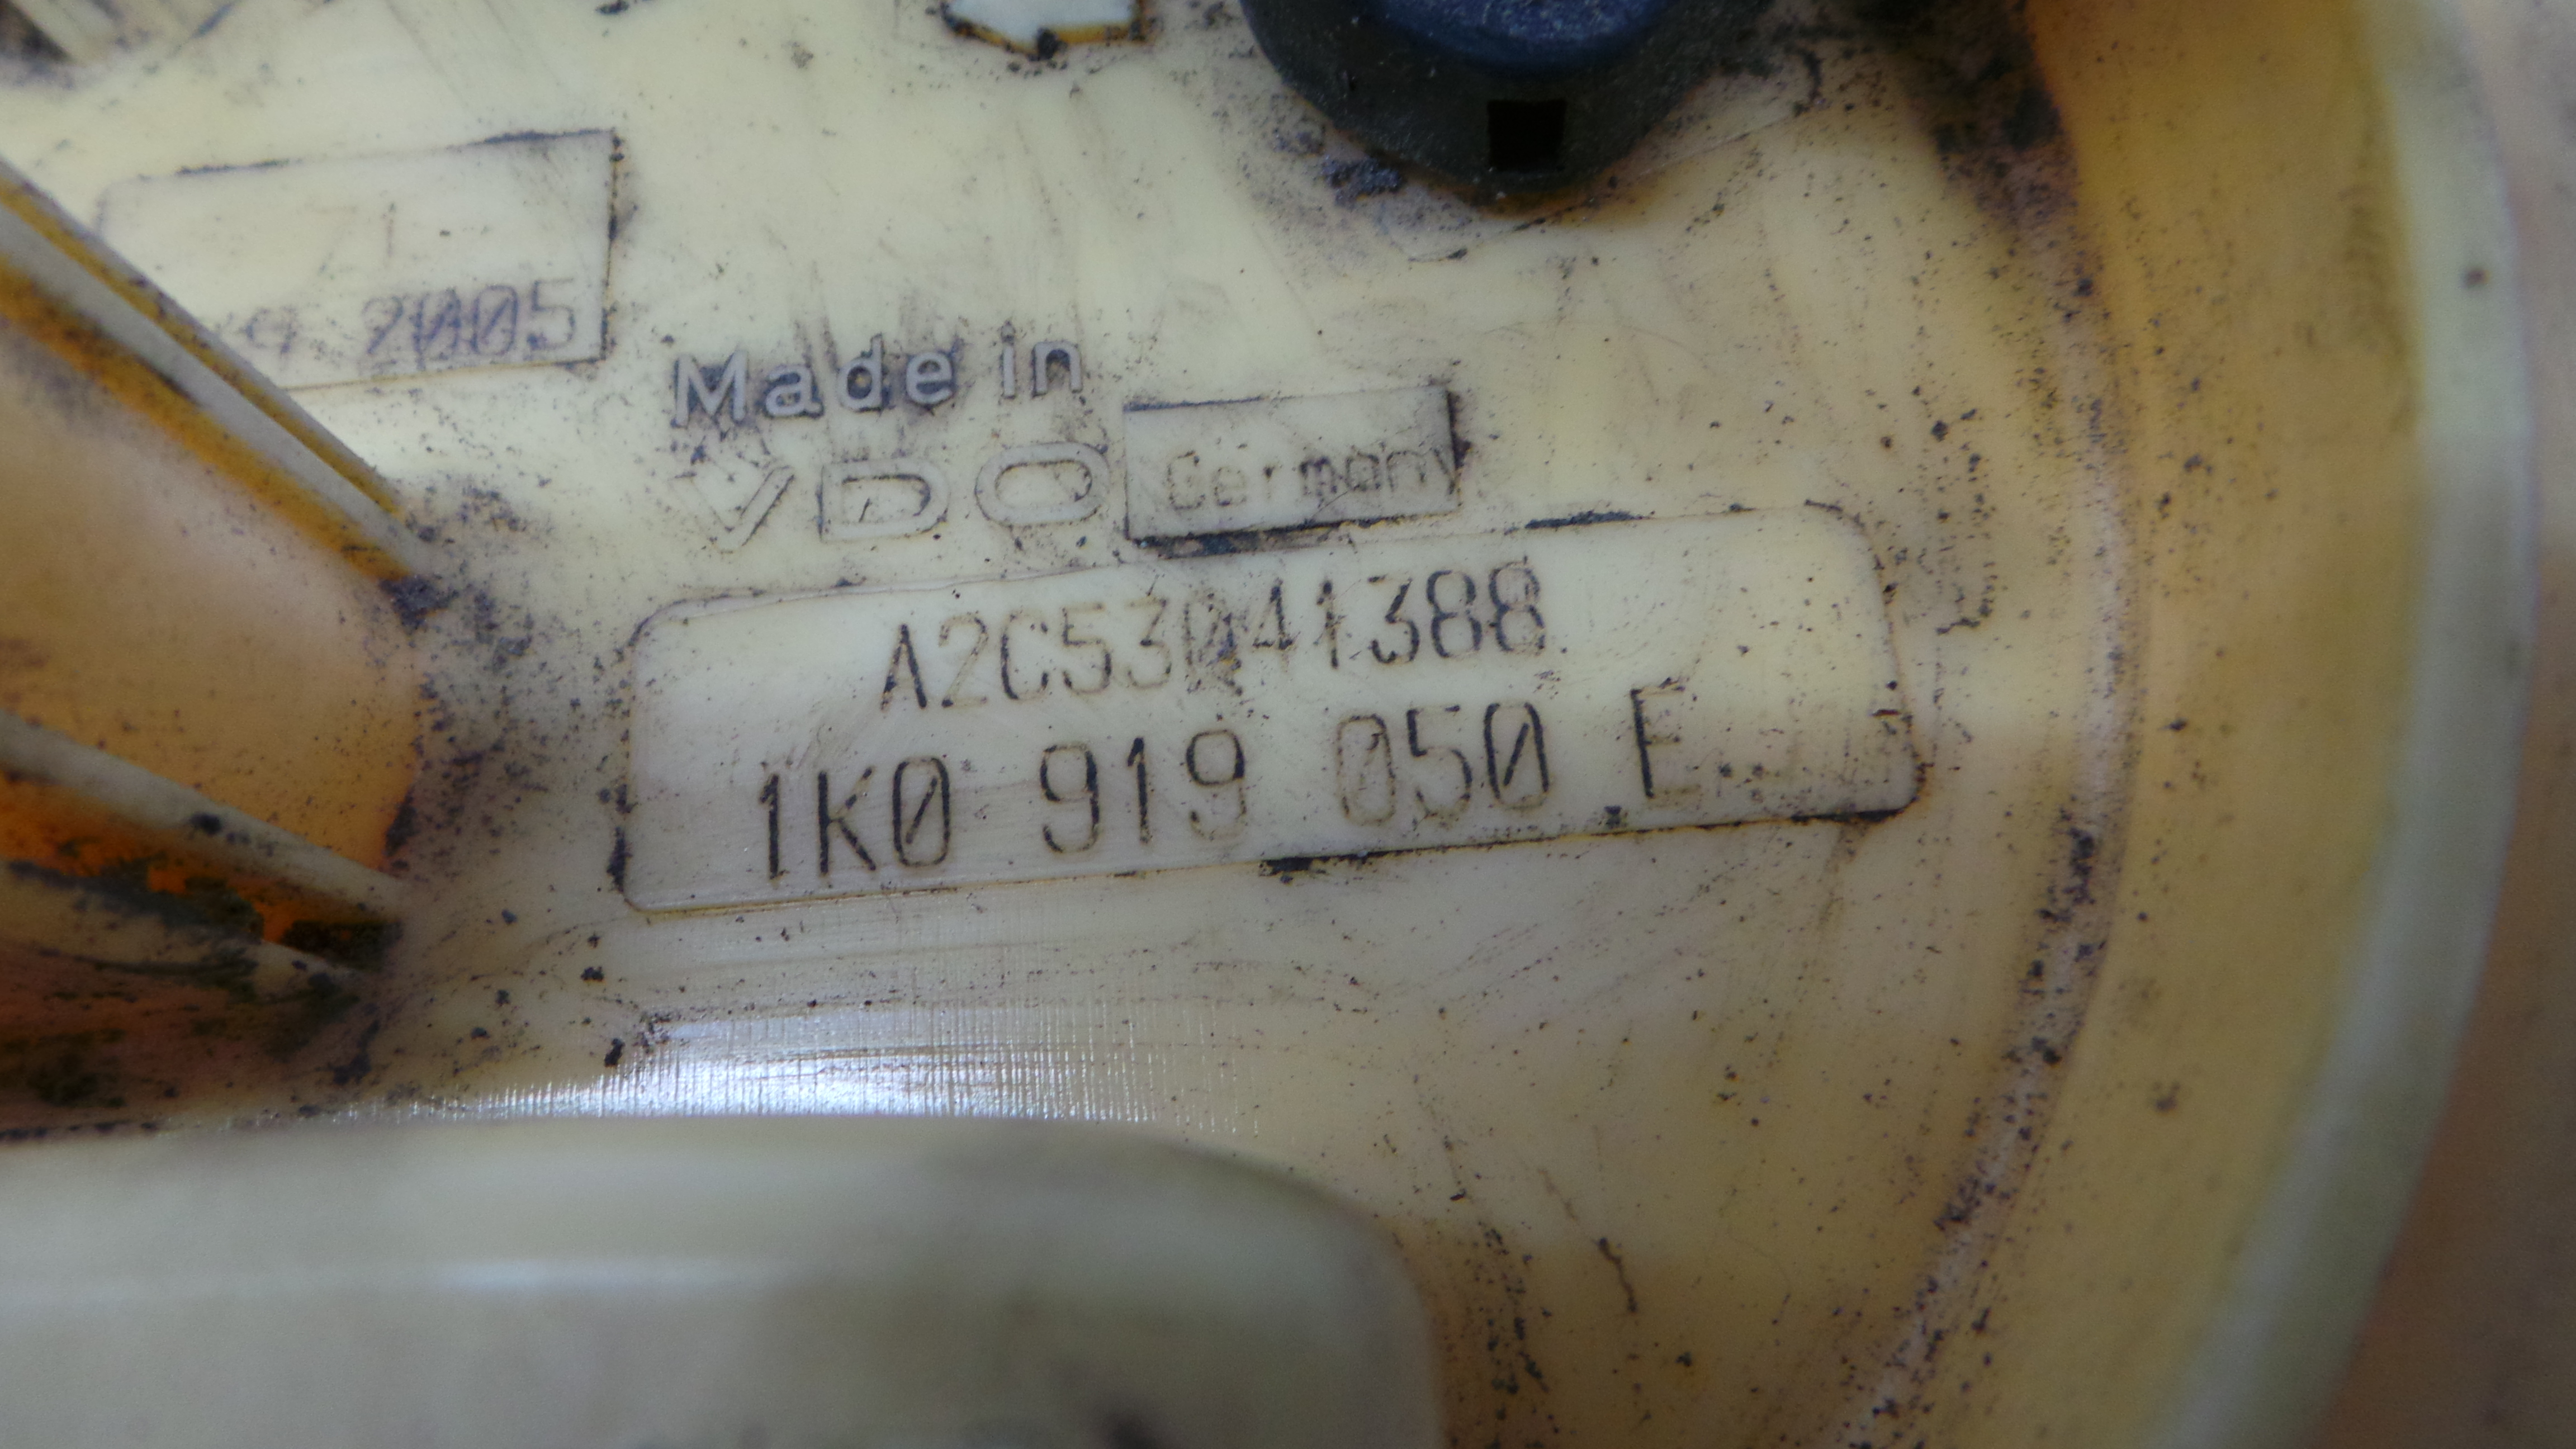 2005
Made in
VDO Germany
A2C53041388
1K0 919 050 E